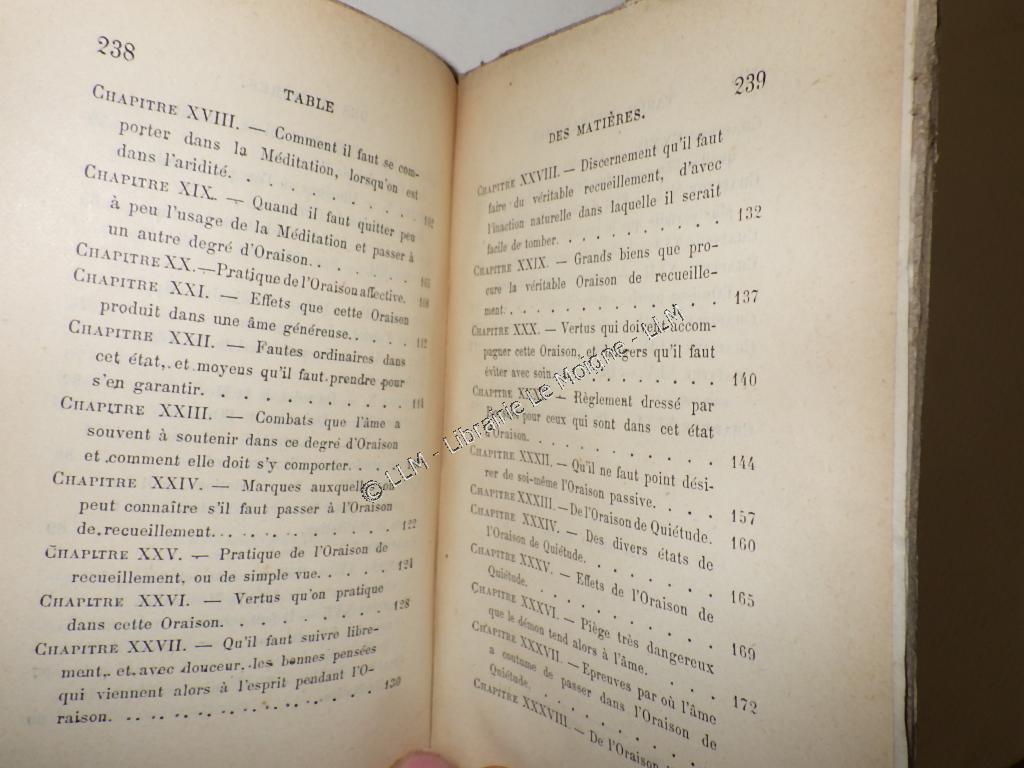 238
TABLE
CHAPITRE XVIII. — Comment il faut se com-
porter dans la Méditation, lorsqu'on est
dans l'aridité. . . . . . . . . . 102
CHAPITRE XIX. — Quand il faut quitter peu
à peu l'usage de la Méditation et passer à
un autre degré d'Oraison. . . . . . .
CHAPITRE XX. — Pratique de l'Oraison affective.
CHAPITRE XXI. — Effets que cette Oraison
produit dans une âme généreuse. . . . . 112
CHAPITRE XXII. — Fautes ordinaires dans
cet état, et moyens qu'il faut prendre pour
s'en garantir. . . . . . . . . . . 114
CHAPITRE XXIII. — Combats que l'âme a
souvent à soutenir dans ce degré d'Oraison
et comment elle doit s'y comporter. . .
CHAPITRE XXIV. — Marques auxquelles on
peut connaître s'il faut passer à l'Oraison
de recueillement. . . . . . . . . . 122
CHAPITRE XXV. — Pratique de l'Oraison de
recueillement, ou de simple vue. . . . . 124
CHAPITRE XXVI. — Vertus qu'on pratique
dans cette Oraison. . . . . . . . . 128
CHAPITRE XXVII. — Qu'il faut suivre libre-
ment, et avec douceur les bonnes pensées
qui viennent alors à l'esprit pendant l'O-
raison. . . . . . . . . . . . . . 130
239
DES MATIÈRES.
CHAPITRE XXVIII. — Discernement qu'il faut
faire du véritable recueillement, d'avec
l'inaction naturelle dans laquelle il serait
facile de tomber. . . . . . . . . . 132
CHAPITRE XXIX. — Grands biens que pro-
cure la véritable Oraison de recueille-
ment. . . . . . . . . . . . . 137
CHAPITRE XXX. — Vertus qui doivent accom-
pagner cette Oraison, et dangers qu'il faut
éviter avec soin. . . . . . . . . . 140
CHAPITRE XXXI. — Règlement dressé par
pour ceux qui sont dans cet état
d'Oraison. . . . . . . . . . . 144
CHAPITRE XXXII. — Qu'il ne faut point dési-
rer de soi-même l'Oraison passive. . . . . 157
CHAPITRE XXXIII. — De l'Oraison de Quiétude. 160
CHAPITRE XXXIV. — Des divers états de
l'Oraison de Quiétude. . . . . . . . 165
CHAPITRE XXXV. — Effets de l'Oraison de
Quiétude. . . . . . . . . . . . 169
CHAPITRE XXXVI. — Piège très dangereux
que le démon tend alors à l'âme. . . . . 172
CHAPITRE XXXVII. — Epreuves par où l'âme
a coutume de passer dans l'Oraison de
Quiétude. . . . . . . . . . . .
CHAPITRE XXXVIII. — De l'Oraison
© LLM - Librairie Le Moigne - LLM